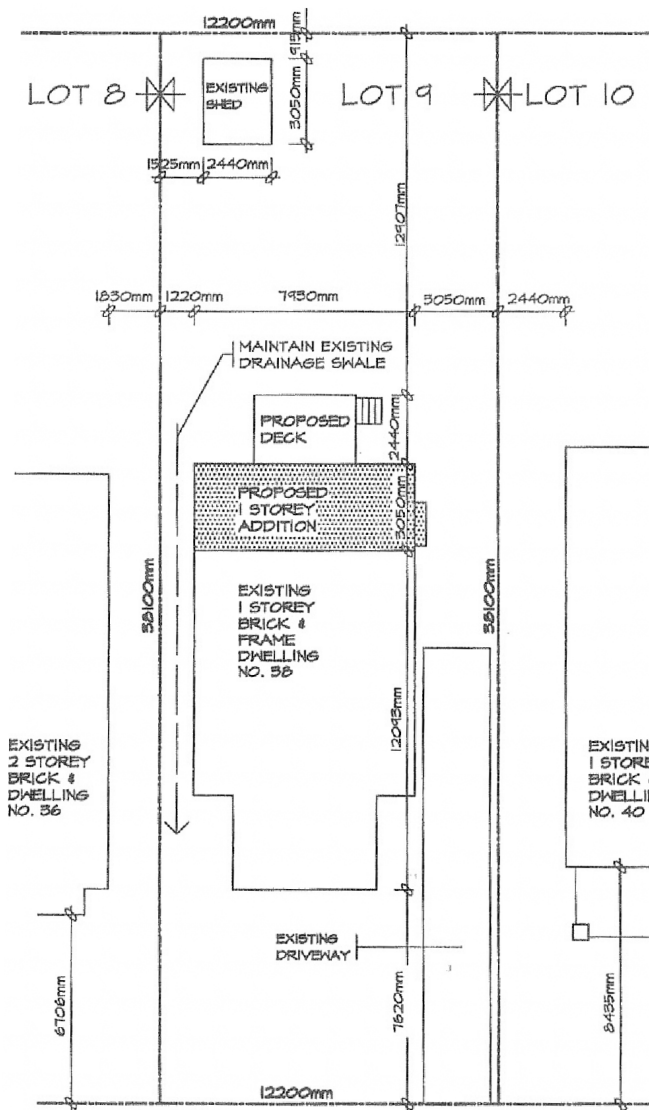 12200mm
915mm
LOT 8
EXISTING
SHED
3050mm
LOT 9
LOT 10
1525mm
2440mm
12907mm
1830mm
1220mm
7930mm
3050mm
2440mm
MAINTAIN EXISTING
DRAINAGE SWALE
PROPOSED
DECK
2440mm
PROPOSED
1 STOREY
ADDITION
3050mm
38100mm
38100mm
EXISTING
1 STOREY
BRICK &
FRAME
DWELLING
NO. 38
12093mm
EXISTING
2 STOREY
BRICK &
DWELLING
NO. 36
EXISTIN
1 STORE
BRICK
DWELLI
NO. 40
EXISTING
DRIVEWAY
6706mm
7620mm
8435mm
12200mm